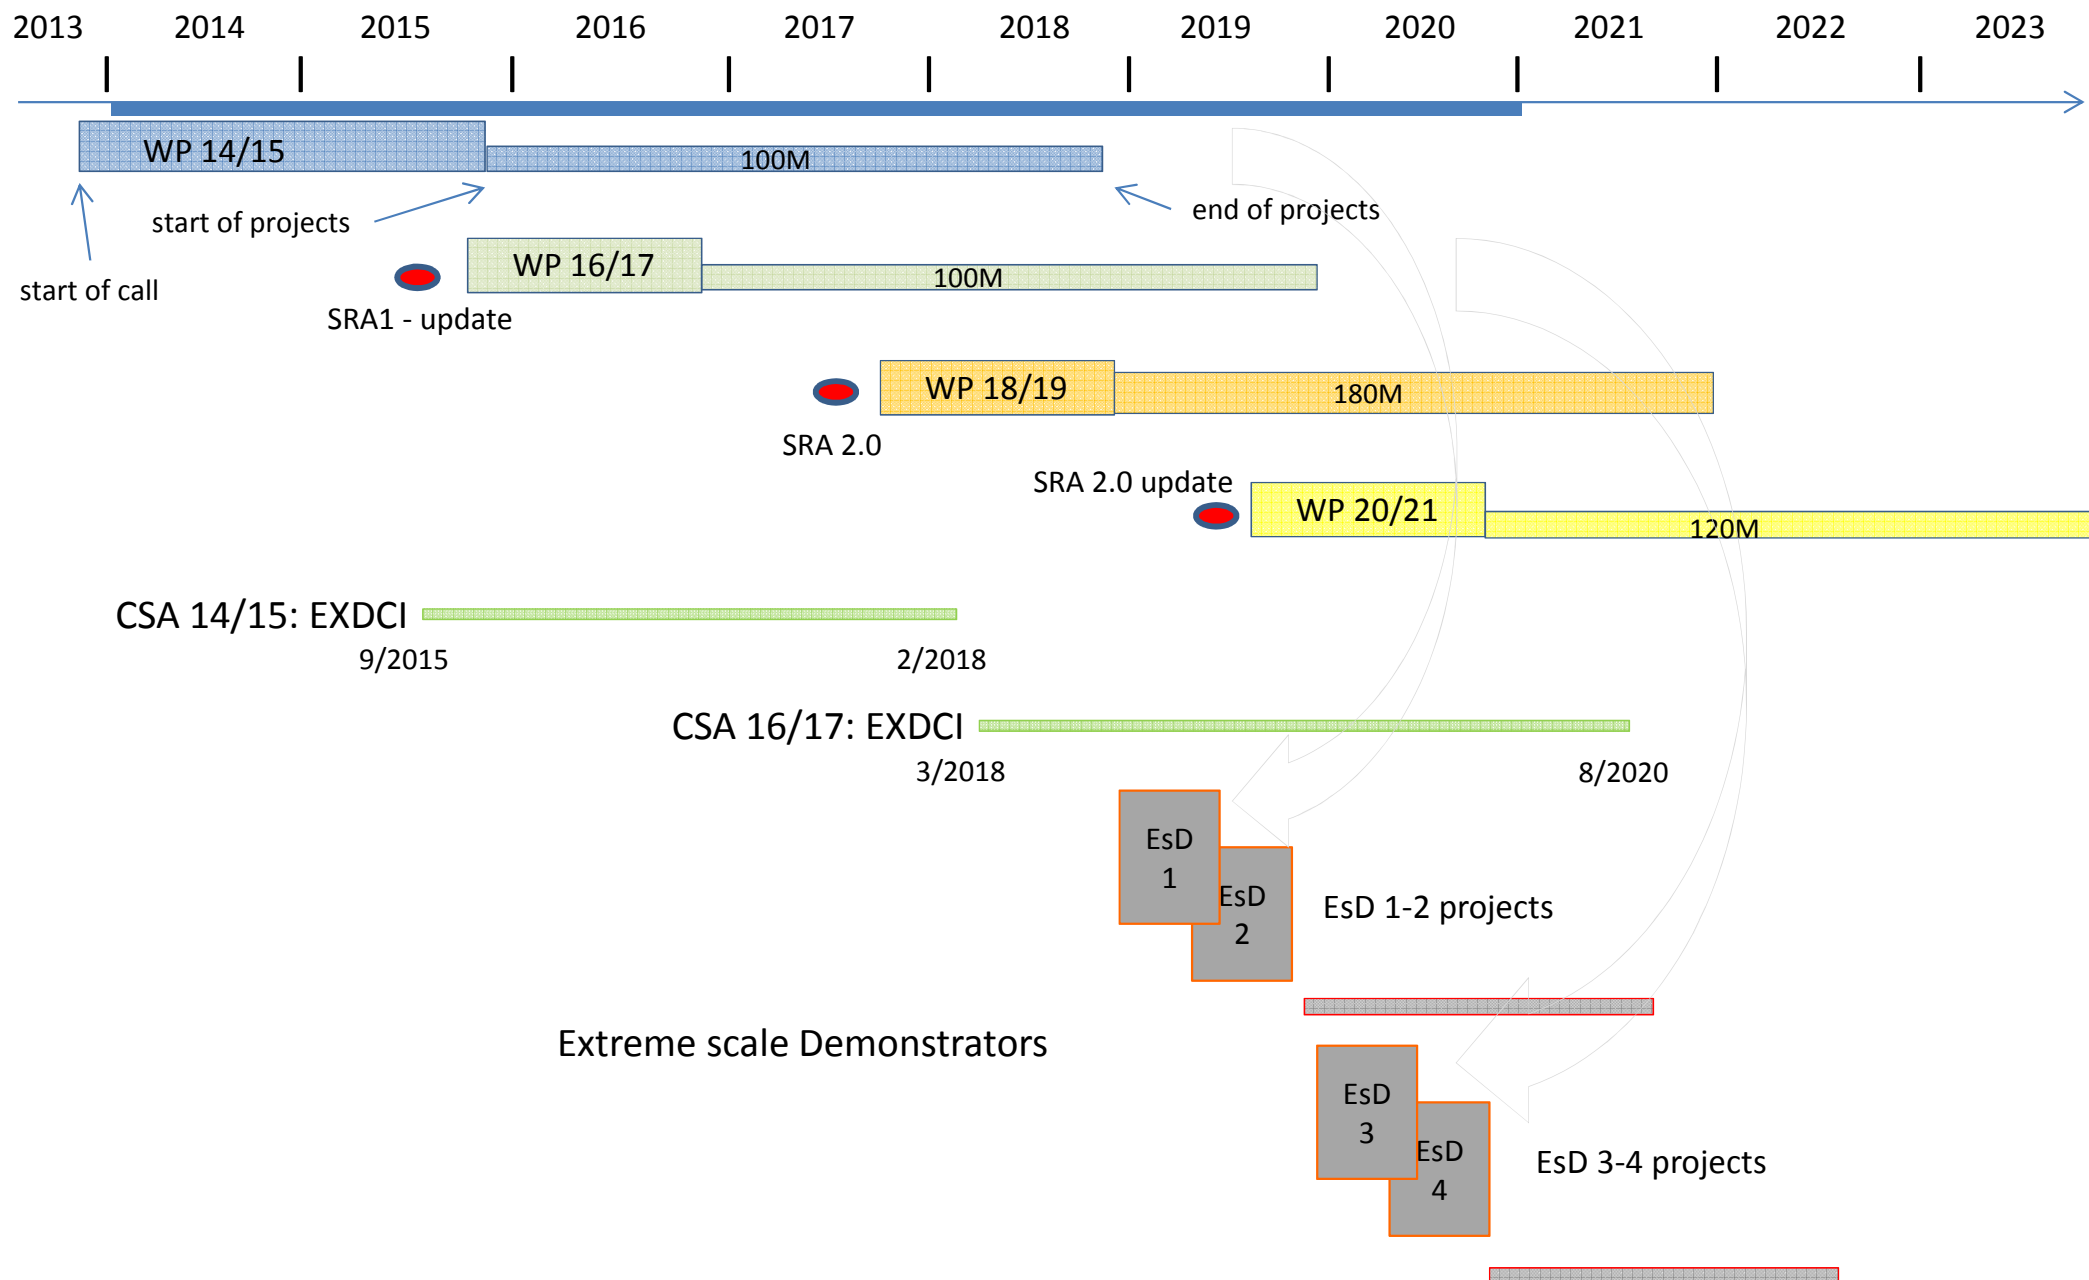 2013 2014 2015 2016 2017 2018 2019 2020 2021 2022 2023
WP 14/15
100M
start of projects
end of projects
start of call
WP 16/17
100M
SRA1 - update
WP 18/19
180M
SRA 2.0
SRA 2.0 update
WP 20/21
120M
CSA 14/15: EXDCI
9/2015
2/2018
CSA 16/17: EXDCI
3/2018
8/2020
EsD
1
EsD
2
EsD 1-2 projects
Extreme scale Demonstrators
EsD
3
EsD
4
EsD 3-4 projects